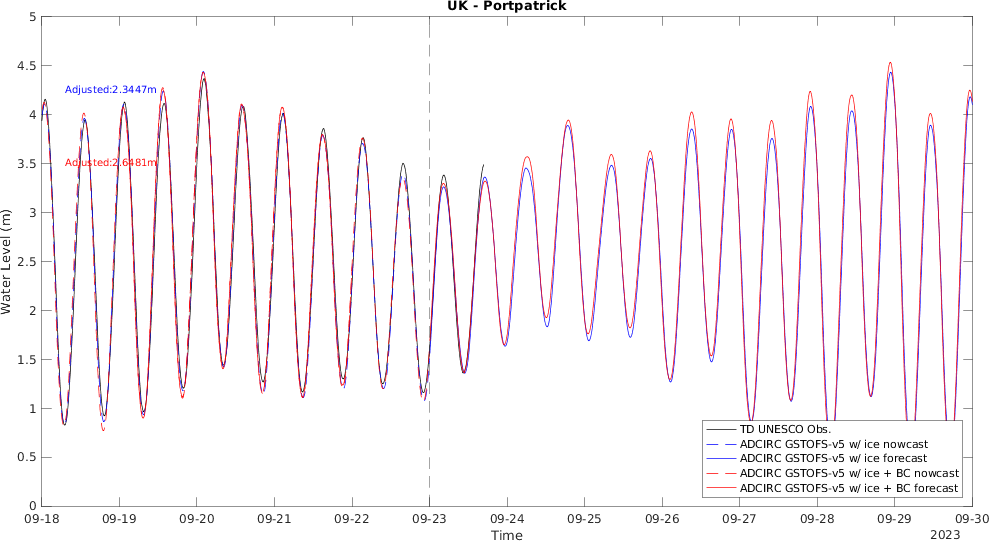 UK - Portpatrick
5
4.5
4
3.5
3
2.5
2
1.5
1
0.5
0
Water Level (m)
Adjusted:2.3447m
Adjusted:2.6481m
TD UNESCO Obs.
ADCIRC GSTOFS-v5 w/ ice nowcast
ADCIRC GSTOFS-v5 w/ ice forecast
ADCIRC GSTOFS-v5 w/ ice + BC nowcast
ADCIRC GSTOFS-v5 w/ ice + BC forecast
09-18 09-19 09-20 09-21 09-22 09-23 09-24 09-25 09-26 09-27 09-28 09-29 09-30
Time
2023